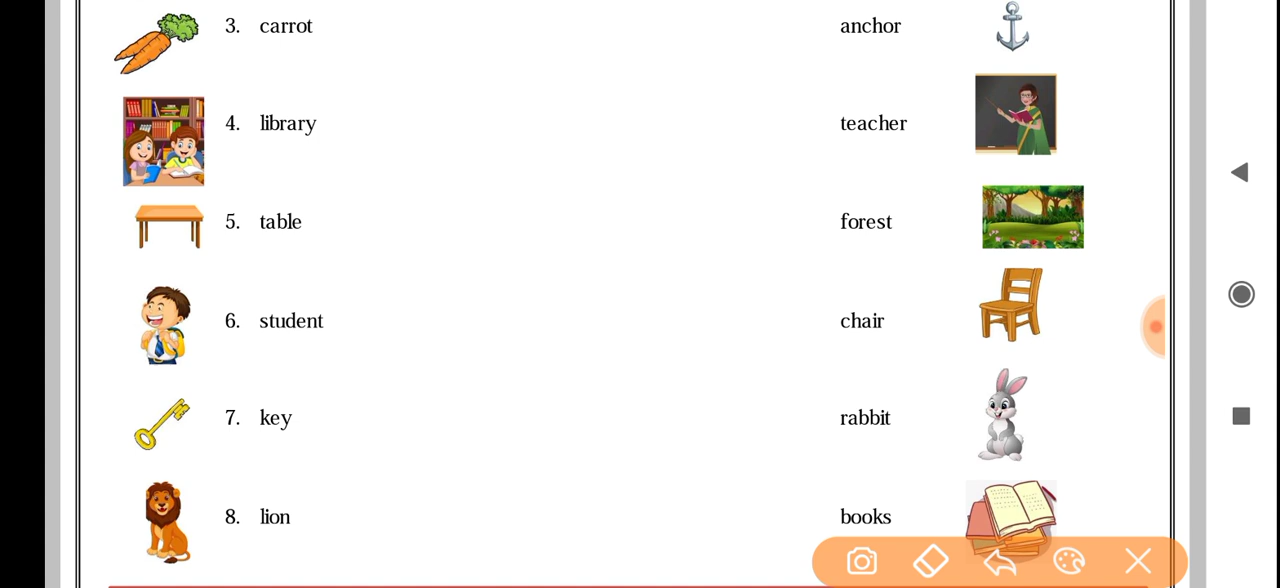 3. carrot anchor
4. library teacher
5. table forest
6. student chair
7. key rabbit
8. lion books